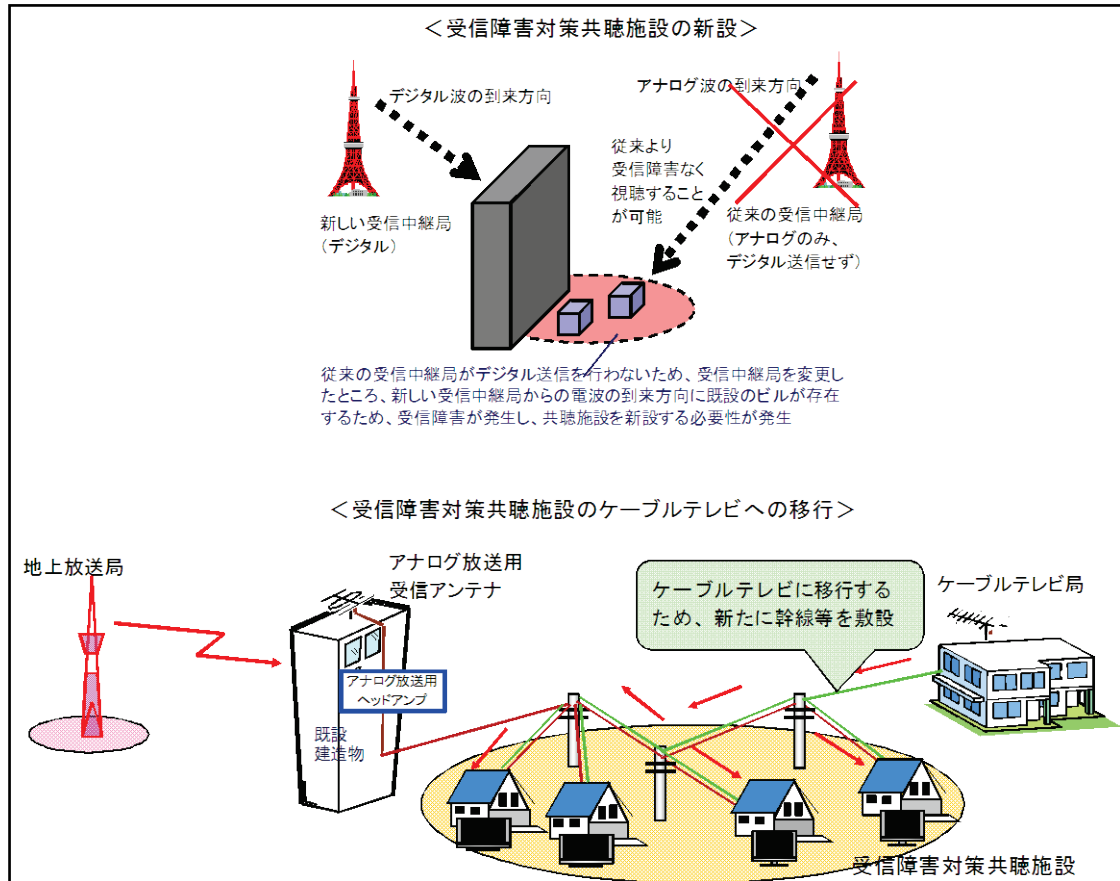 ＜受信障害対策共聴施設の新設＞
デジタル波の到来方向
アナログ波の到来方向
従来より
受信障害なく
視聴すること
が可能
新しい受信中継局
（デジタル）
従来の受信中継局
（アナログのみ、
デジタル送信せず）
従来の受信中継局がデジタル送信を行わないため、受信中継局を変更し
たところ、新しい受信中継局からの電波の到来方向に既設のビルが存在
するため、受信障害が発生し、共聴施設を新設する必要性が発生
＜受信障害対策共聴施設のケーブルテレビへの移行＞
地上放送局
アナログ放送用
受信アンテナ
ケーブルテレビに移行する
ため、新たに幹線等を敷設
ケーブルテレビ局
アナログ放送用
ヘッドアンプ
既設
建造物
受信障害対策共聴施設